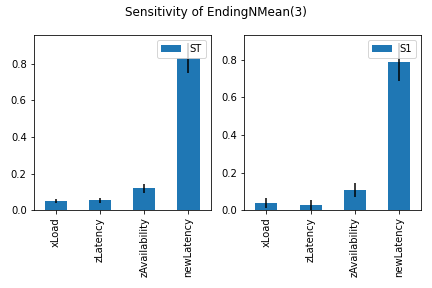 Sensitivity of EndingNMean(3)
ST
0.8
0.6
0.4
0.2
0.0
xLoad
zLatency
zAvailability
newLatency
S1
0.8
0.6
0.4
0.2
0.0
xLoad
zLatency
zAvailability
newLatency